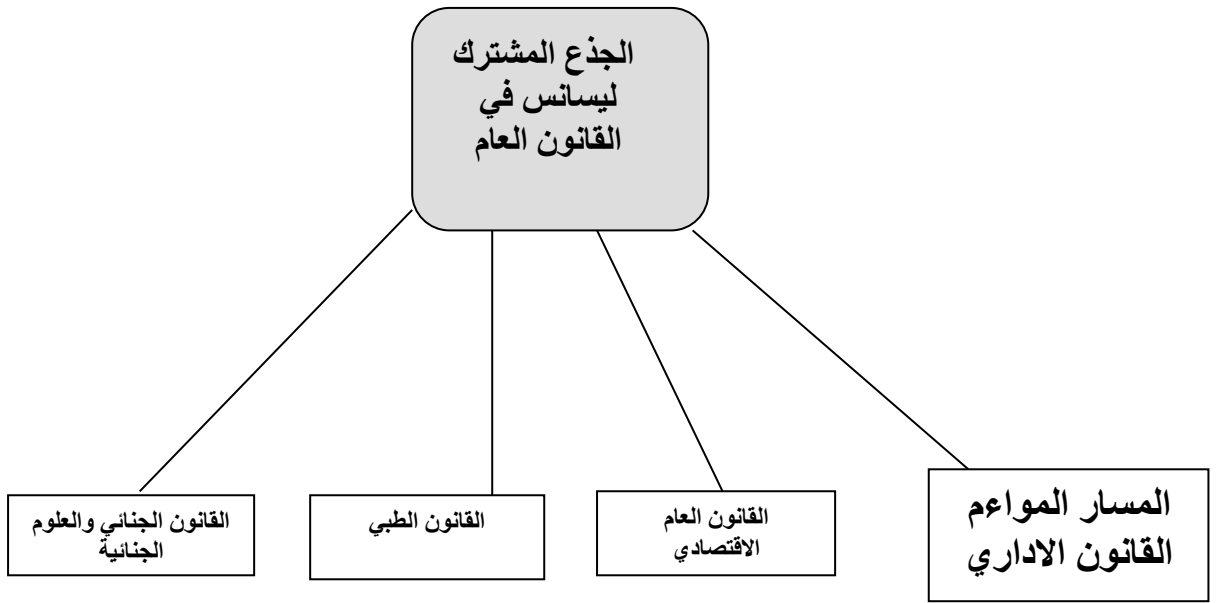 الجذع المشترك
ليسانس في
القانون العام
المسار المواءم
القانون الاداري
القانون العام
الاقتصادي
القانون الطبي
القانون الجنائي والعلوم
الجنائية